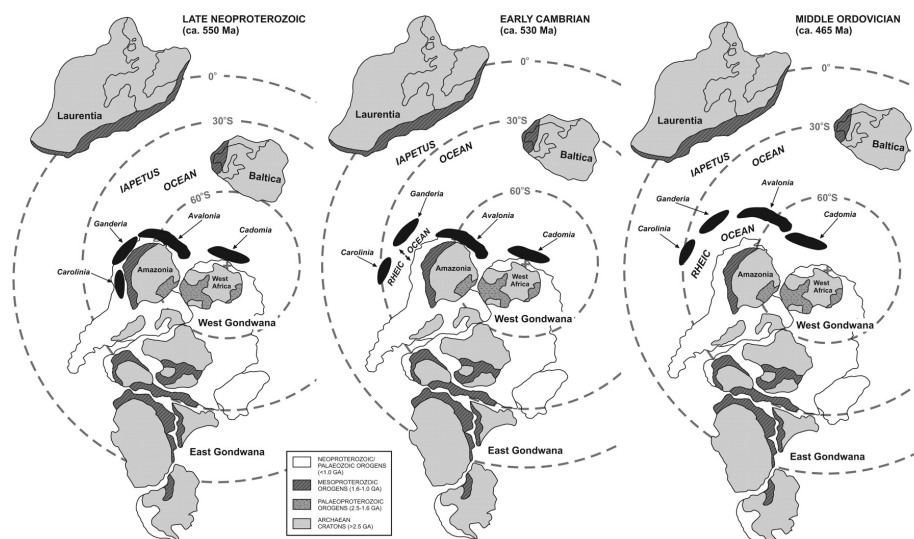 LATE NEOPROTEROZOIC
(ca. 550 Ma)
0°
Laurentia
30°S
IAPETUS
OCEAN
Baltica
60°S
Ganderia
Avalonia
Cadomia
Carolinia
Amazonia
West
Africa
West Gondwana
East Gondwana
EARLY CAMBRIAN
(ca. 530 Ma)
0°
Laurentia
30°S
IAPETUS
OCEAN
Baltica
60°S
Ganderia
Avalonia
Cadomia
Carolinia
RHEIC
OCEAN
Amazonia
West
Africa
West Gondwana
East Gondwana
MIDDLE ORDOVICIAN
(ca. 465 Ma)
0°
Laurentia
30°S
IAPETUS
OCEAN
Baltica
60°S
Avalonia
Ganderia
Cadomia
Carolinia
RHEIC
OCEAN
Amazonia
West
Africa
West Gondwana
East Gondwana
NEOPROTEROZOIC/
PALAEOZOIC OROGENS
(<1.0 GA)
MESOPROTEROZOIC
OROGENS (1.6-1.0 GA)
PALAEOPROTEROZOIC
OROGENS (2.5-1.6 GA)
ARCHAEAN
CRATONS (>2.5 GA)